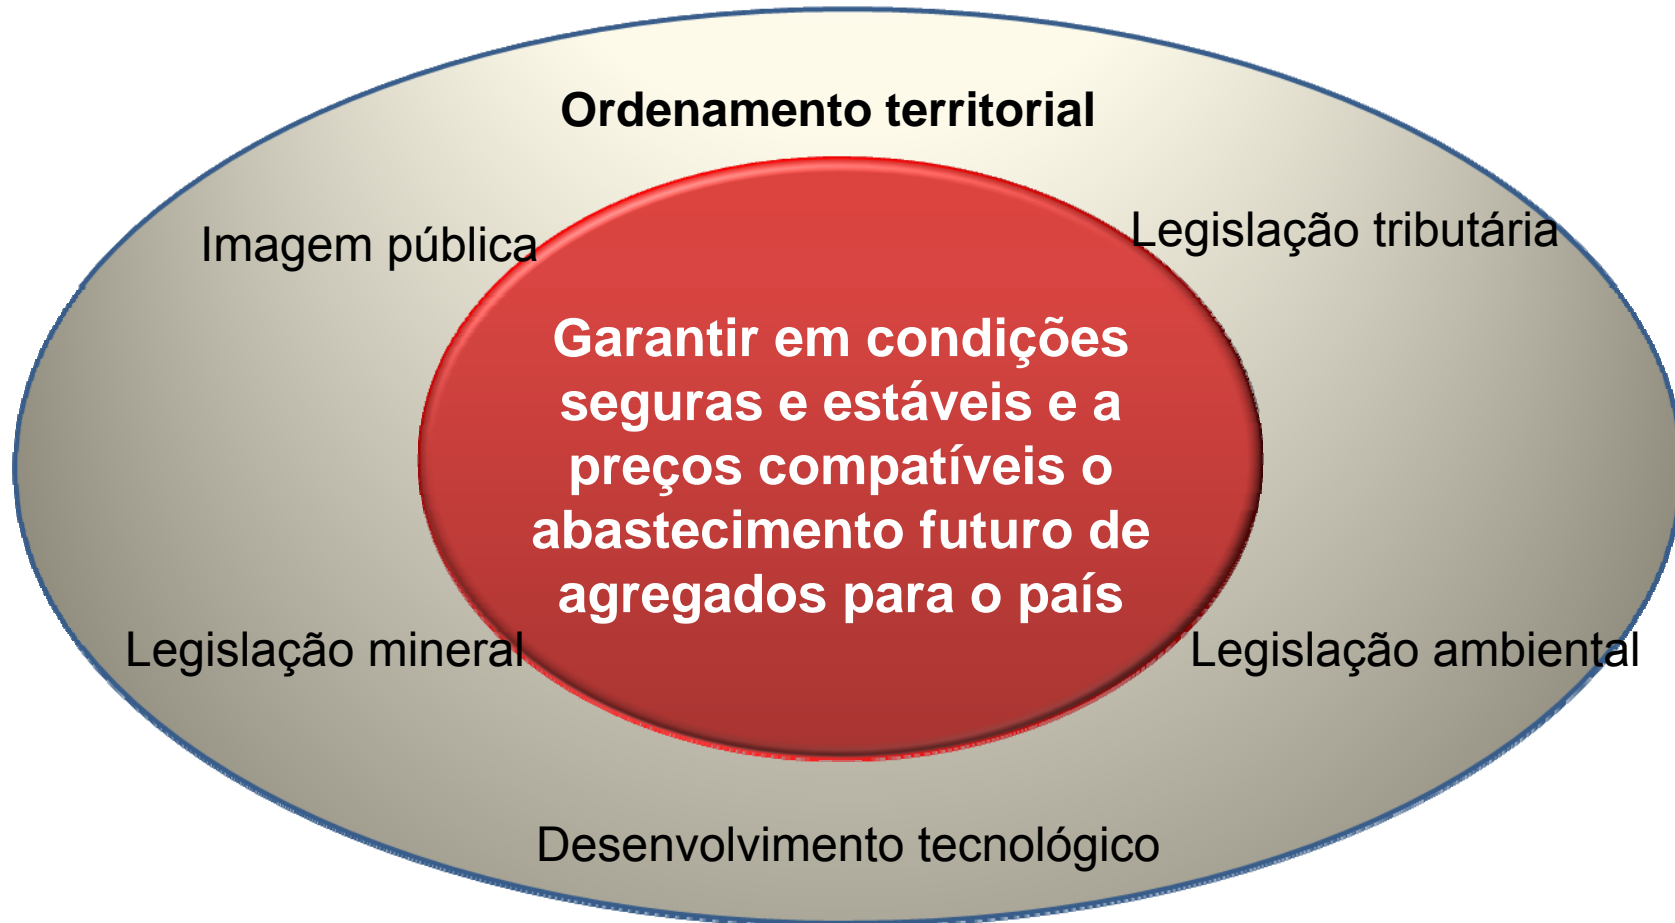 Ordenamento territorial
Imagem pública
Legislação tributária
Garantir em condições
seguras e estáveis e a
preços compatíveis o
abastecimento futuro de
agregados para o país
Legislação mineral
Legislação ambiental
Desenvolvimento tecnológico